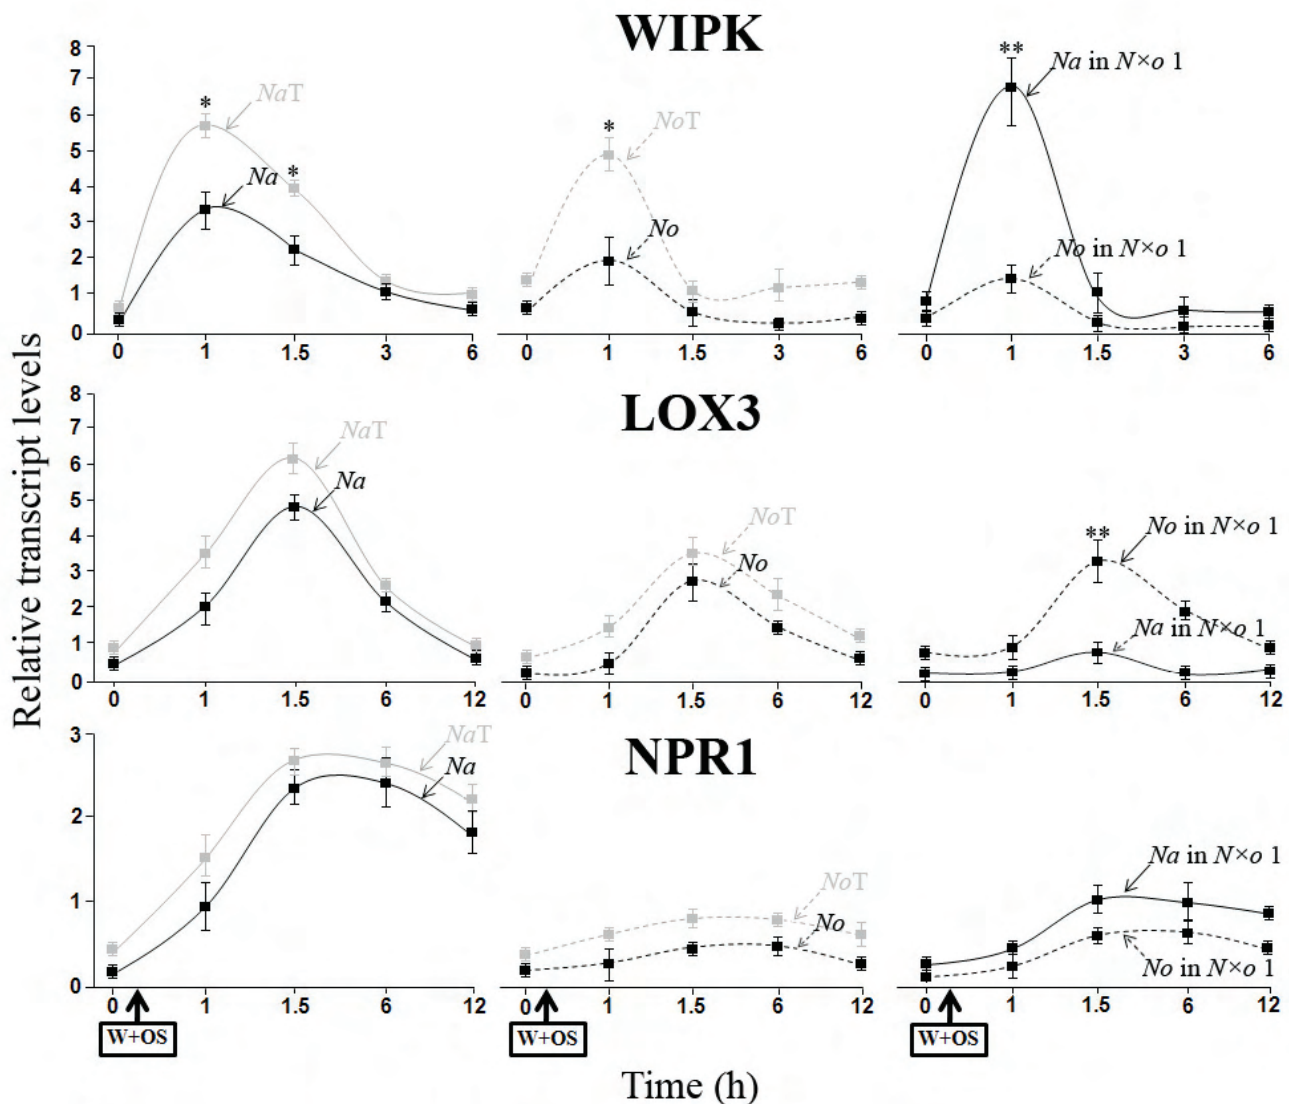 WIPK
Relative transcript levels
8
7
6
5
4
3
2
1
0
*
*
NaT
Na
0 1 1.5 3 6
*
NoT
No
0 1 1.5 3 6
**
Na in N×o 1
No in N×o 1
0 1 1.5 3 6
LOX3
8
7
6
5
4
3
2
1
0
NaT
Na
0 1 1.5 6 12
NoT
No
0 1 1.5 6 12
**
No in N×o 1
Na in N×o 1
0 1 1.5 6 12
NPR1
3
2
1
0
NaT
Na
0 1 1.5 6 12
W+OS
NoT
No
0 1 1.5 6 12
W+OS
Na in N×o 1
No in N×o 1
0 1 1.5 6 12
W+OS
Time (h)